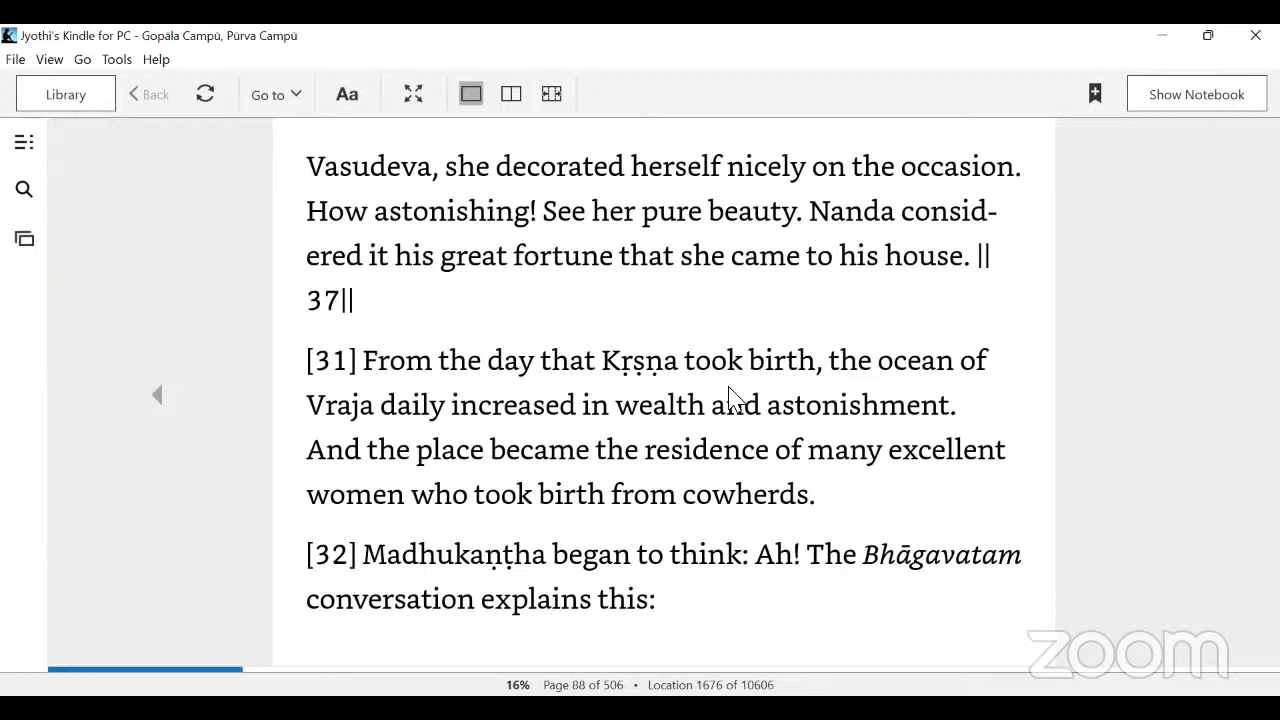 Jyothi's Kindle for PC - Gopāla Campū, Pūrva Campū
File View Go Tools Help
Library Back Go to Aa Show Notebook
Vasudeva, she decorated herself nicely on the occasion.
How astonishing! See her pure beauty. Nanda consid-
ered it his great fortune that she came to his house. ||
37||
[31] From the day that Kṛṣṇa took birth, the ocean of
Vraja daily increased in wealth and astonishment.
And the place became the residence of many excellent
women who took birth from cowherds.
[32] Madhukaṇṭha began to think: Ah! The Bhāgavatam
conversation explains this:
zoom
16% Page 88 of 506 • Location 1676 of 10606